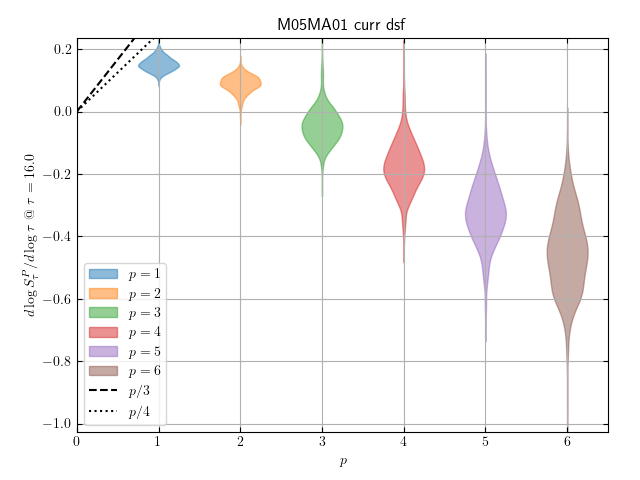 M05MA01 curr dsf
d log S_τ^P / d log τ @ τ = 16.0
0.2
0.0
−0.2
−0.4
−0.6
−0.8
−1.0
p = 1
p = 2
p = 3
p = 4
p = 5
p = 6
p/3
p/4
0 1 2 3 4 5 6
p